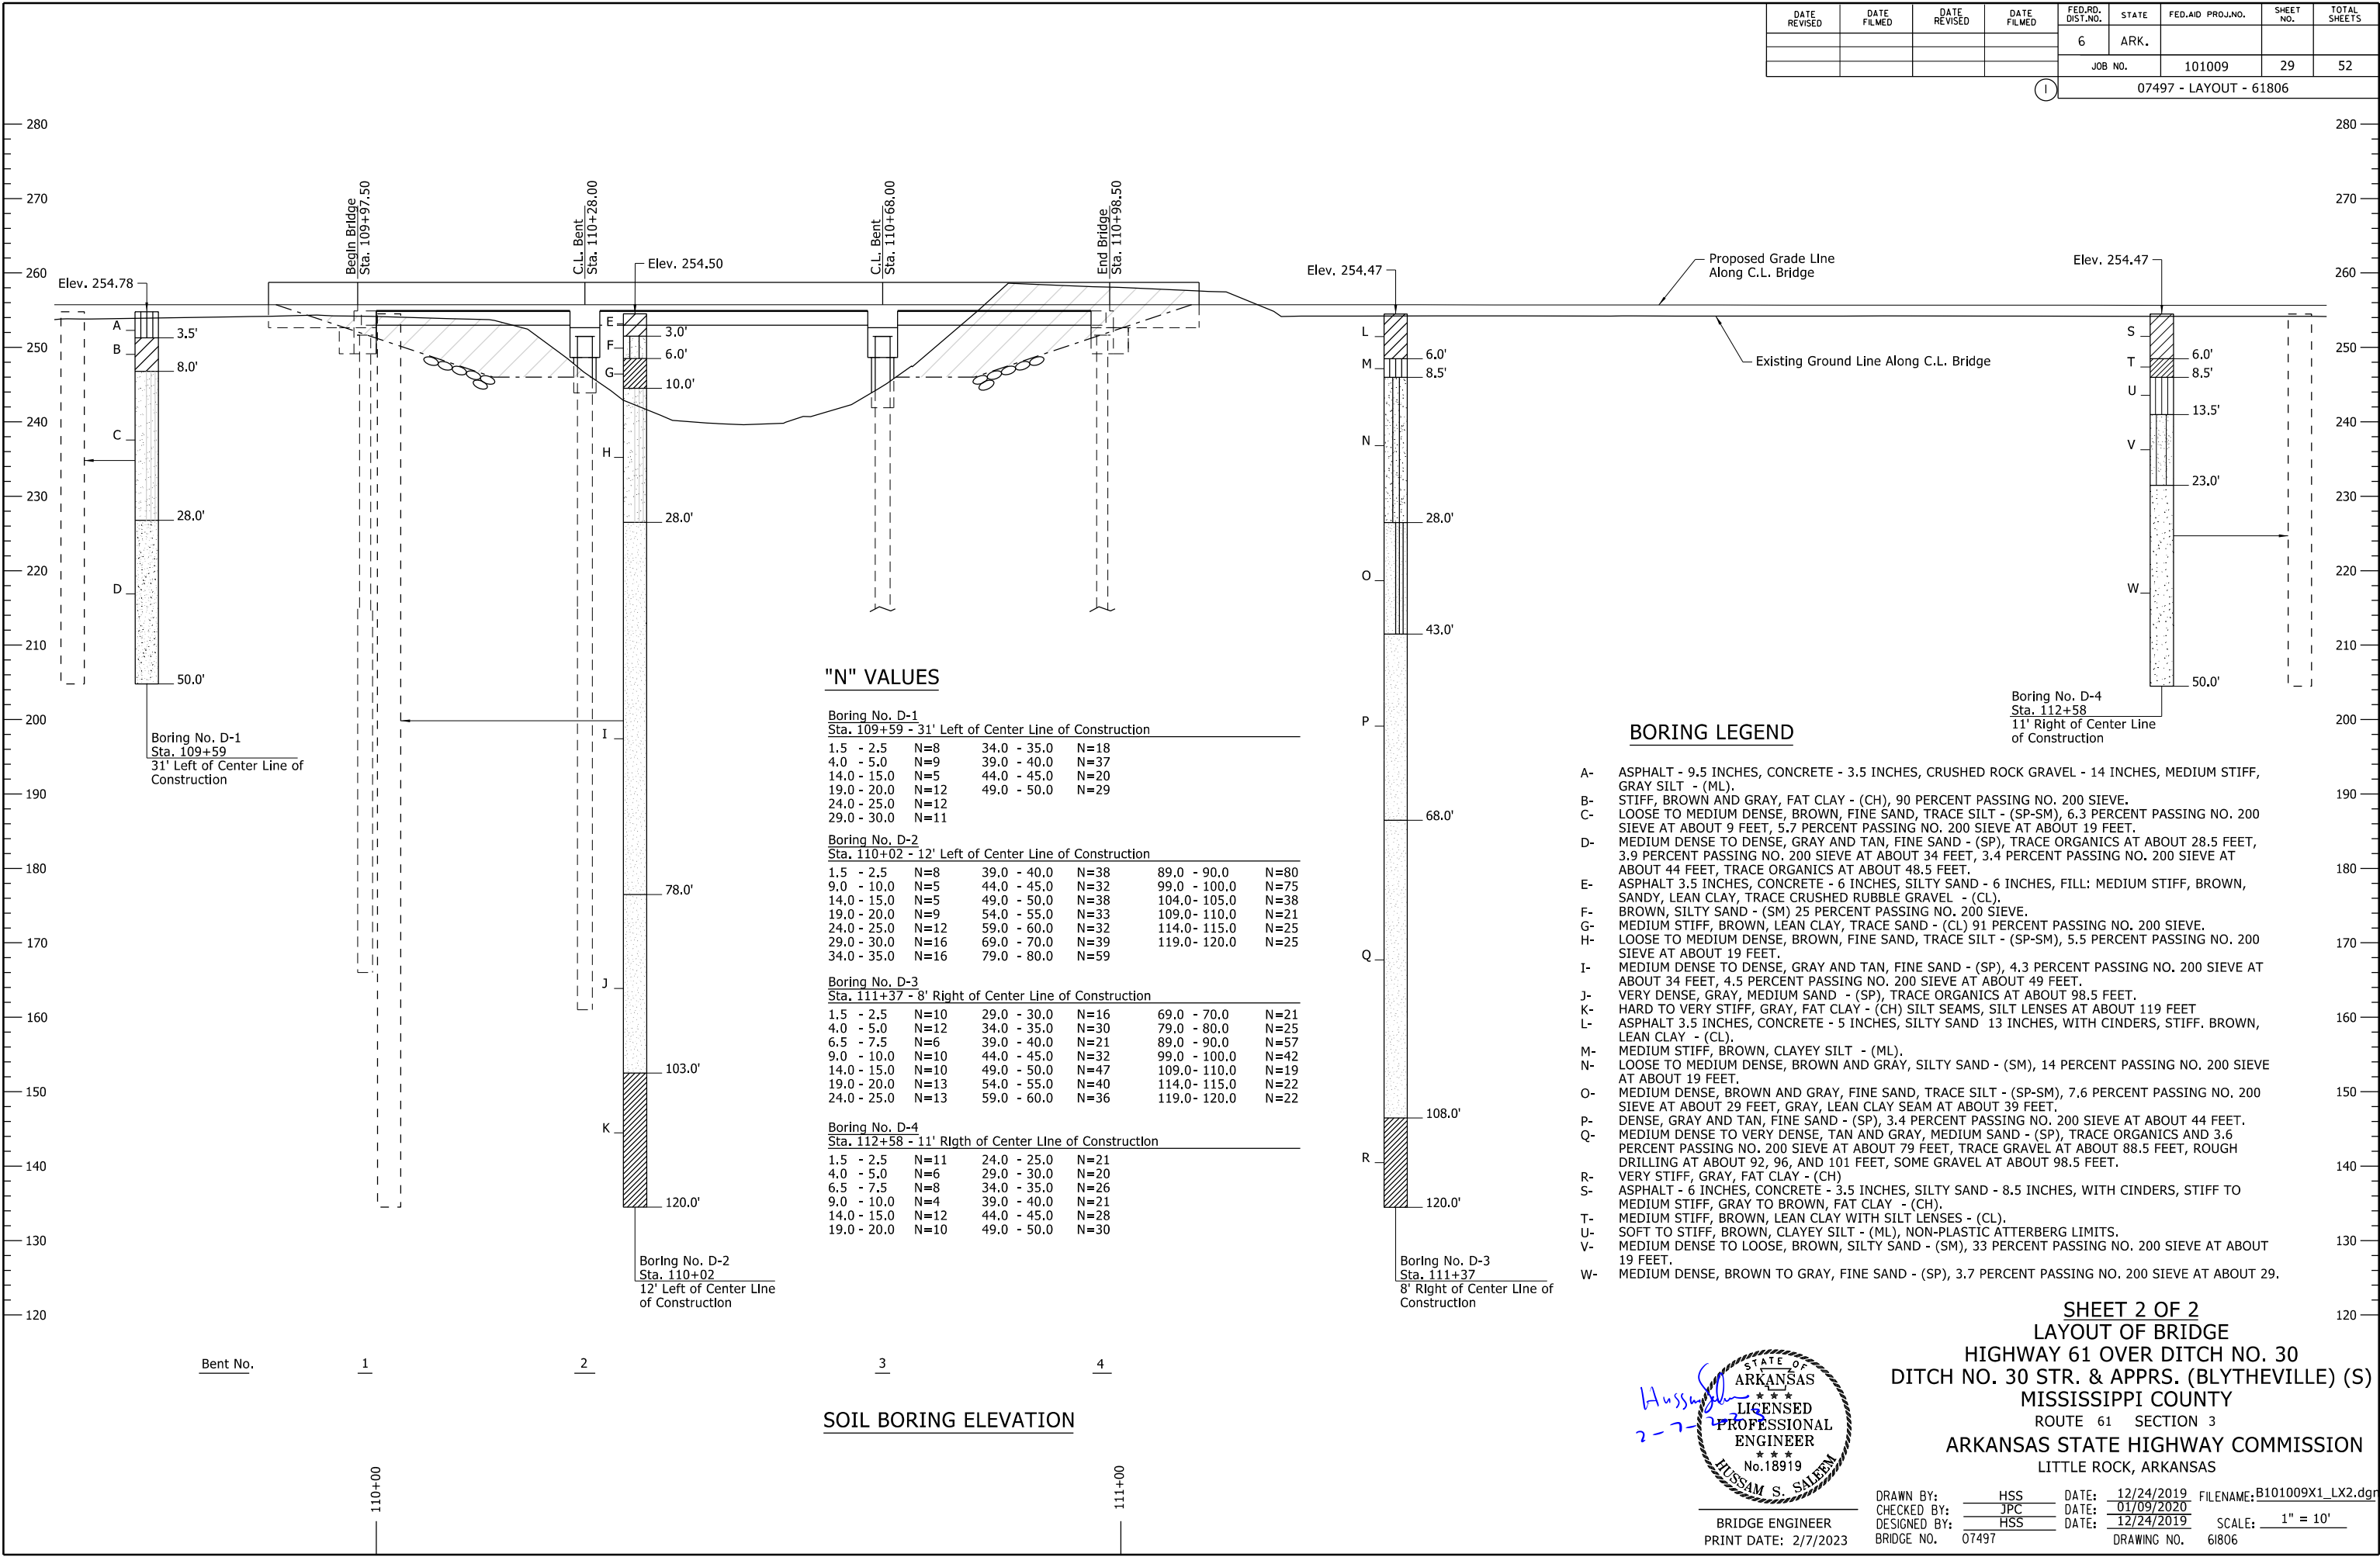 DATE REVISED
DATE FILMED
DATE REVISED
DATE FILMED
FED.RD. DIST.NO.
STATE
FED.AID PROJ.NO.
SHEET NO.
TOTAL SHEETS
6 ARK.
JOB NO. 101009 29 52
1 07497 - LAYOUT - 61806
280 280
270 270
260 260
250 250
240 240
230 230
220 220
210 210
200 200
190 190
180 180
170 170
160 160
150 150
140 140
130 130
120 120
Begin Bridge
Sta. 109+97.50
C.L. Bent
Sta. 110+28.00
C.L. Bent
Sta. 110+68.00
End Bridge
Sta. 110+98.50
Elev. 254.78
A
3.5'
B
8.0'
C
28.0'
D
50.0'
Boring No. D-1
Sta. 109+59
31' Left of Center Line of
Construction
Elev. 254.50
E
3.0'
F
6.0'
G
10.0'
H
28.0'
I
78.0'
J
103.0'
K
120.0'
Boring No. D-2
Sta. 110+02
12' Left of Center Line
of Construction
Elev. 254.47
L
6.0'
M
8.5'
N
28.0'
O
43.0'
P
68.0'
Q
108.0'
R
120.0'
Boring No. D-3
Sta. 111+37
8' Right of Center Line of
Construction
Proposed Grade Line
Along C.L. Bridge
Existing Ground Line Along C.L. Bridge
Elev. 254.47
S
6.0'
T
8.5'
U
13.5'
V
23.0'
W
50.0'
Boring No. D-4
Sta. 112+58
11' Right of Center Line
of Construction
"N" VALUES
Boring No. D-1
Sta. 109+59 - 31' Left of Center Line of Construction
1.5 - 2.5 N=8 34.0 - 35.0 N=18
4.0 - 5.0 N=9 39.0 - 40.0 N=37
14.0 - 15.0 N=5 44.0 - 45.0 N=20
19.0 - 20.0 N=12 49.0 - 50.0 N=29
24.0 - 25.0 N=12
29.0 - 30.0 N=11
Boring No. D-2
Sta. 110+02 - 12' Left of Center Line of Construction
1.5 - 2.5 N=8 39.0 - 40.0 N=38 89.0 - 90.0 N=80
9.0 - 10.0 N=5 44.0 - 45.0 N=32 99.0 - 100.0 N=75
14.0 - 15.0 N=5 49.0 - 50.0 N=38 104.0- 105.0 N=38
19.0 - 20.0 N=9 54.0 - 55.0 N=33 109.0- 110.0 N=21
24.0 - 25.0 N=12 59.0 - 60.0 N=32 114.0- 115.0 N=25
29.0 - 30.0 N=16 69.0 - 70.0 N=39 119.0- 120.0 N=25
34.0 - 35.0 N=16 79.0 - 80.0 N=59
Boring No. D-3
Sta. 111+37 - 8' Right of Center Line of Construction
1.5 - 2.5 N=10 29.0 - 30.0 N=16 69.0 - 70.0 N=21
4.0 - 5.0 N=12 34.0 - 35.0 N=30 79.0 - 80.0 N=25
6.5 - 7.5 N=6 39.0 - 40.0 N=21 89.0 - 90.0 N=57
9.0 - 10.0 N=10 44.0 - 45.0 N=32 99.0 - 100.0 N=42
14.0 - 15.0 N=10 49.0 - 50.0 N=47 109.0- 110.0 N=19
19.0 - 20.0 N=13 54.0 - 55.0 N=40 114.0- 115.0 N=22
24.0 - 25.0 N=13 59.0 - 60.0 N=36 119.0- 120.0 N=22
Boring No. D-4
Sta. 112+58 - 11' Rigth of Center Line of Construction
1.5 - 2.5 N=11 24.0 - 25.0 N=21
4.0 - 5.0 N=6 29.0 - 30.0 N=20
6.5 - 7.5 N=8 34.0 - 35.0 N=26
9.0 - 10.0 N=4 39.0 - 40.0 N=21
14.0 - 15.0 N=12 44.0 - 45.0 N=28
19.0 - 20.0 N=10 49.0 - 50.0 N=30
BORING LEGEND
A- ASPHALT - 9.5 INCHES, CONCRETE - 3.5 INCHES, CRUSHED ROCK GRAVEL - 14 INCHES, MEDIUM STIFF,
GRAY SILT - (ML).
B- STIFF, BROWN AND GRAY, FAT CLAY - (CH), 90 PERCENT PASSING NO. 200 SIEVE.
C- LOOSE TO MEDIUM DENSE, BROWN, FINE SAND, TRACE SILT - (SP-SM), 6.3 PERCENT PASSING NO. 200
SIEVE AT ABOUT 9 FEET, 5.7 PERCENT PASSING NO. 200 SIEVE AT ABOUT 19 FEET.
D- MEDIUM DENSE TO DENSE, GRAY AND TAN, FINE SAND - (SP), TRACE ORGANICS AT ABOUT 28.5 FEET,
3.9 PERCENT PASSING NO. 200 SIEVE AT ABOUT 34 FEET, 3.4 PERCENT PASSING NO. 200 SIEVE AT
ABOUT 44 FEET, TRACE ORGANICS AT ABOUT 48.5 FEET.
E- ASPHALT 3.5 INCHES, CONCRETE - 6 INCHES, SILTY SAND - 6 INCHES, FILL: MEDIUM STIFF, BROWN,
SANDY, LEAN CLAY, TRACE CRUSHED RUBBLE GRAVEL - (CL).
F- BROWN, SILTY SAND - (SM) 25 PERCENT PASSING NO. 200 SIEVE.
G- MEDIUM STIFF, BROWN, LEAN CLAY, TRACE SAND - (CL) 91 PERCENT PASSING NO. 200 SIEVE.
H- LOOSE TO MEDIUM DENSE, BROWN, FINE SAND, TRACE SILT - (SP-SM), 5.5 PERCENT PASSING NO. 200
SIEVE AT ABOUT 19 FEET.
I- MEDIUM DENSE TO DENSE, GRAY AND TAN, FINE SAND - (SP), 4.3 PERCENT PASSING NO. 200 SIEVE AT
ABOUT 34 FEET, 4.5 PERCENT PASSING NO. 200 SIEVE AT ABOUT 49 FEET.
J- VERY DENSE, GRAY, MEDIUM SAND - (SP), TRACE ORGANICS AT ABOUT 98.5 FEET.
K- HARD TO VERY STIFF, GRAY, FAT CLAY - (CH) SILT SEAMS, SILT LENSES AT ABOUT 119 FEET
L- ASPHALT 3.5 INCHES, CONCRETE - 5 INCHES, SILTY SAND 13 INCHES, WITH CINDERS, STIFF. BROWN,
LEAN CLAY - (CL).
M- MEDIUM STIFF, BROWN, CLAYEY SILT - (ML).
N- LOOSE TO MEDIUM DENSE, BROWN AND GRAY, SILTY SAND - (SM), 14 PERCENT PASSING NO. 200 SIEVE
AT ABOUT 19 FEET.
O- MEDIUM DENSE, BROWN AND GRAY, FINE SAND, TRACE SILT - (SP-SM), 7.6 PERCENT PASSING NO. 200
SIEVE AT ABOUT 29 FEET, GRAY, LEAN CLAY SEAM AT ABOUT 39 FEET.
P- DENSE, GRAY AND TAN, FINE SAND - (SP), 3.4 PERCENT PASSING NO. 200 SIEVE AT ABOUT 44 FEET.
Q- MEDIUM DENSE TO VERY DENSE, TAN AND GRAY, MEDIUM SAND - (SP), TRACE ORGANICS AND 3.6
PERCENT PASSING NO. 200 SIEVE AT ABOUT 79 FEET, TRACE GRAVEL AT ABOUT 88.5 FEET, ROUGH
DRILLING AT ABOUT 92, 96, AND 101 FEET, SOME GRAVEL AT ABOUT 98.5 FEET.
R- VERY STIFF, GRAY, FAT CLAY - (CH)
S- ASPHALT - 6 INCHES, CONCRETE - 3.5 INCHES, SILTY SAND - 8.5 INCHES, WITH CINDERS, STIFF TO
MEDIUM STIFF, GRAY TO BROWN, FAT CLAY - (CH).
T- MEDIUM STIFF, BROWN, LEAN CLAY WITH SILT LENSES - (CL).
U- SOFT TO STIFF, BROWN, CLAYEY SILT - (ML), NON-PLASTIC ATTERBERG LIMITS.
V- MEDIUM DENSE TO LOOSE, BROWN, SILTY SAND - (SM), 33 PERCENT PASSING NO. 200 SIEVE AT ABOUT
19 FEET.
W- MEDIUM DENSE, BROWN TO GRAY, FINE SAND - (SP), 3.7 PERCENT PASSING NO. 200 SIEVE AT ABOUT 29.
Bent No. 1 2 3 4
SOIL BORING ELEVATION
110+00 111+00
STATE OF
ARKANSAS
LICENSED
PROFESSIONAL
ENGINEER
No.18919
HUSSAM S. SALEEM
2-7-2023
BRIDGE ENGINEER
PRINT DATE: 2/7/2023
SHEET 2 OF 2
LAYOUT OF BRIDGE
HIGHWAY 61 OVER DITCH NO. 30
DITCH NO. 30 STR. & APPRS. (BLYTHEVILLE) (S)
MISSISSIPPI COUNTY
ROUTE 61 SECTION 3
ARKANSAS STATE HIGHWAY COMMISSION
LITTLE ROCK, ARKANSAS
DRAWN BY: HSS DATE: 12/24/2019 FILENAME: B101009X1_LX2.dgn
CHECKED BY: JPC DATE: 01/09/2020
DESIGNED BY: HSS DATE: 12/24/2019 SCALE: 1" = 10'
BRIDGE NO. 07497 DRAWING NO. 61806